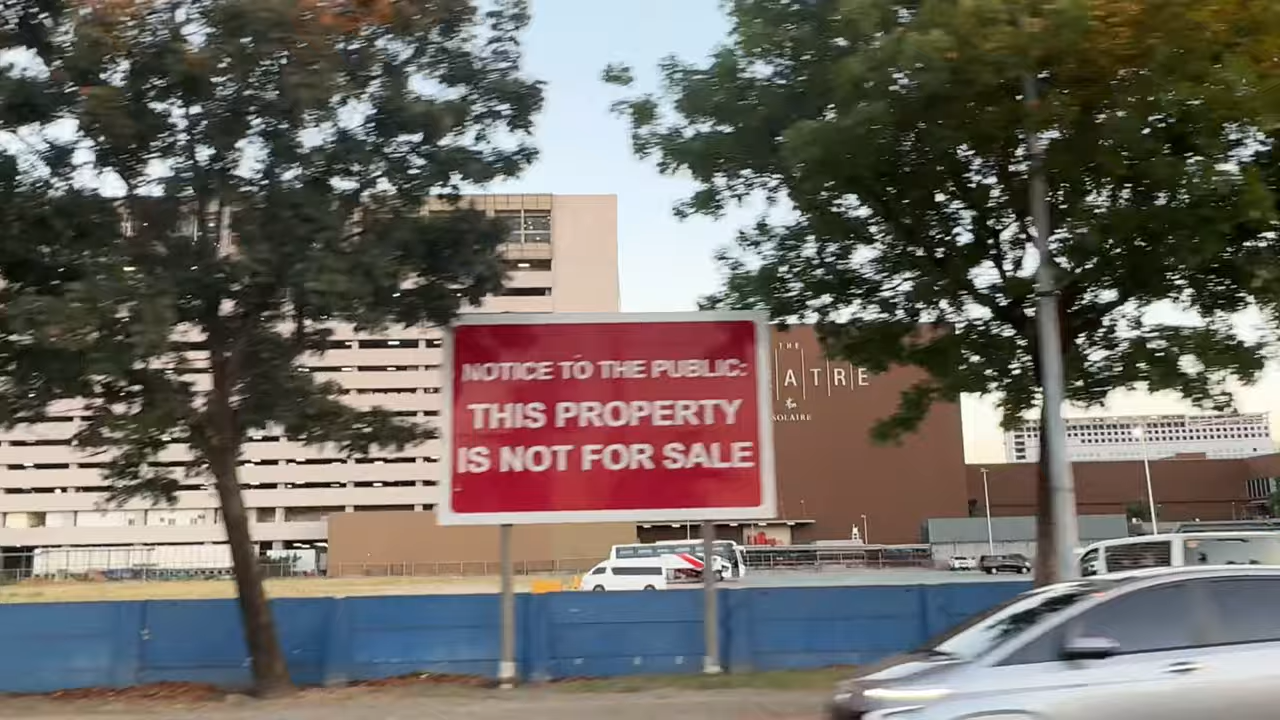 NOTICE TO THE PUBLIC:
THIS PROPERTY
IS NOT FOR SALE
THE
ATRE
SOLAIRE